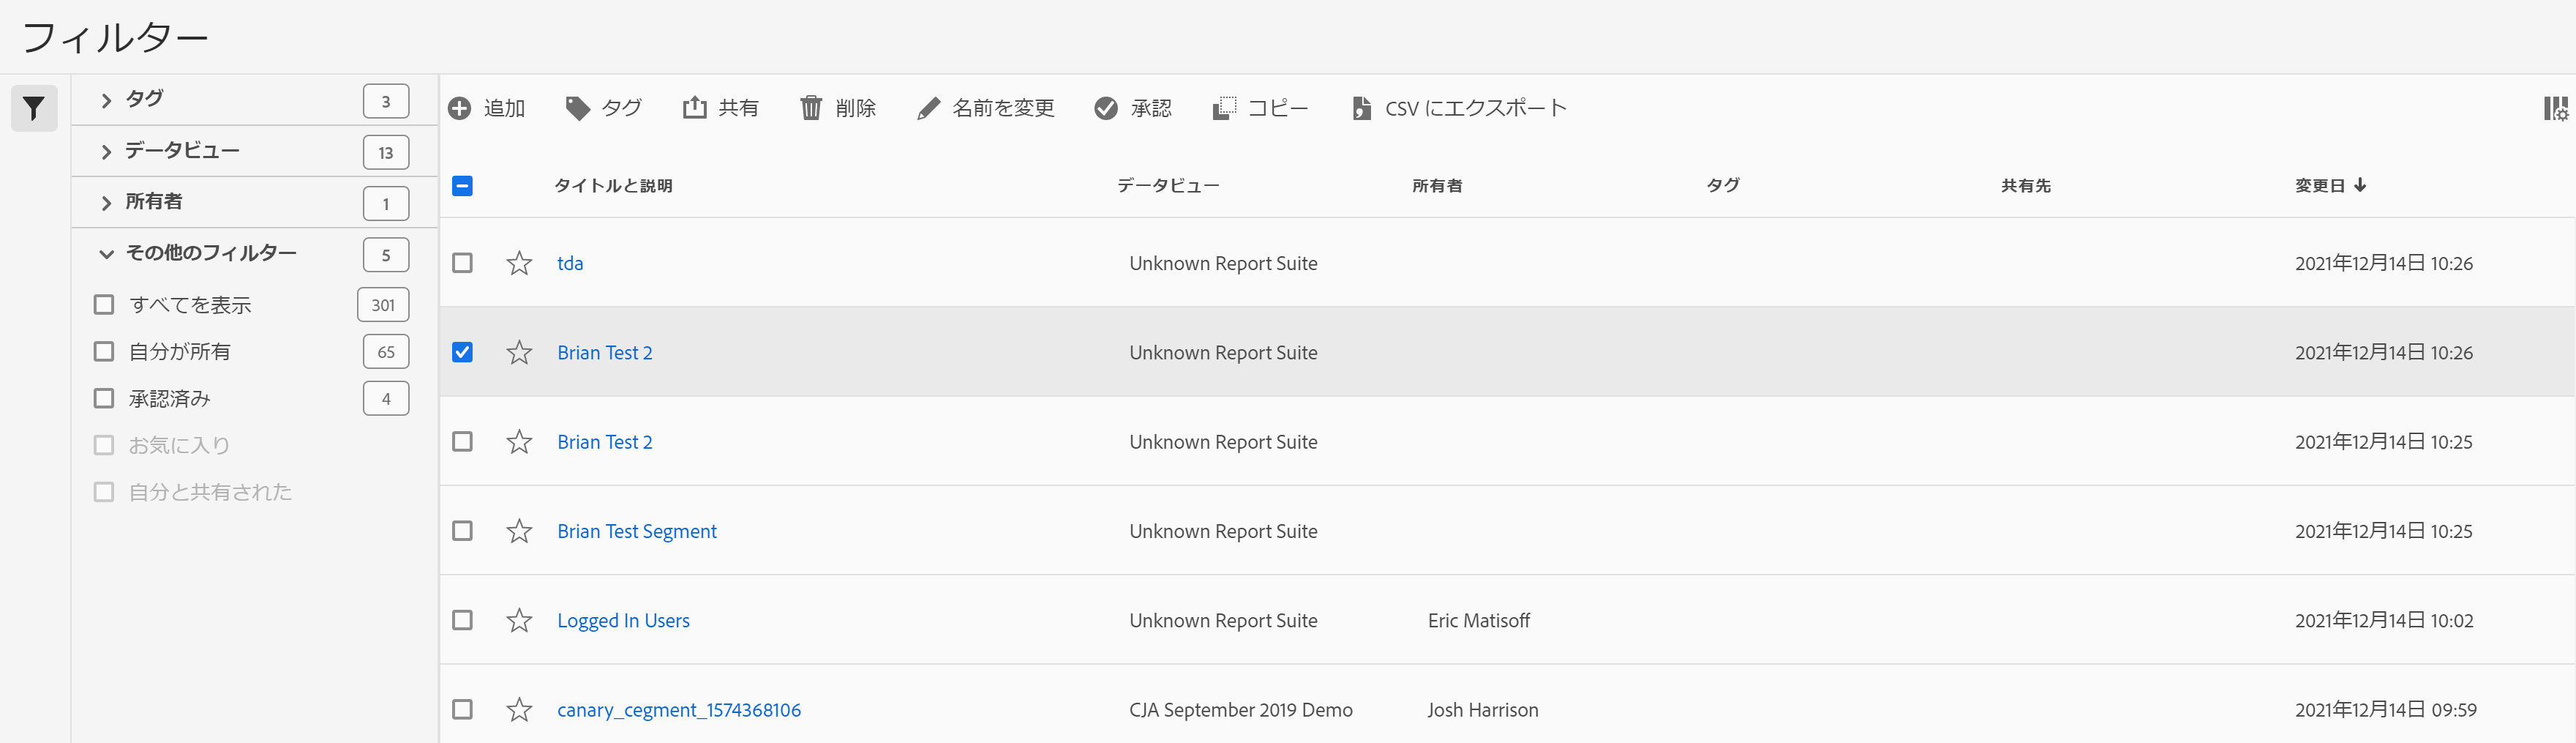 フィルター
タグ 3
データビュー 13
所有者 1
その他のフィルター 5
すべてを表示 301
自分が所有 65
承認済み 4
お気に入り
自分と共有された
追加 タグ 共有 削除 名前を変更 承認 コピー CSV にエクスポート
タイトルと説明 データビュー 所有者 タグ 共有先 変更日
tda Unknown Report Suite 2021年12月14日 10:26
Brian Test 2 Unknown Report Suite 2021年12月14日 10:26
Brian Test 2 Unknown Report Suite 2021年12月14日 10:25
Brian Test Segment Unknown Report Suite 2021年12月14日 10:25
Logged In Users Unknown Report Suite Eric Matisoff 2021年12月14日 10:02
canary_cegment_1574368106 CJA September 2019 Demo Josh Harrison 2021年12月14日 09:59